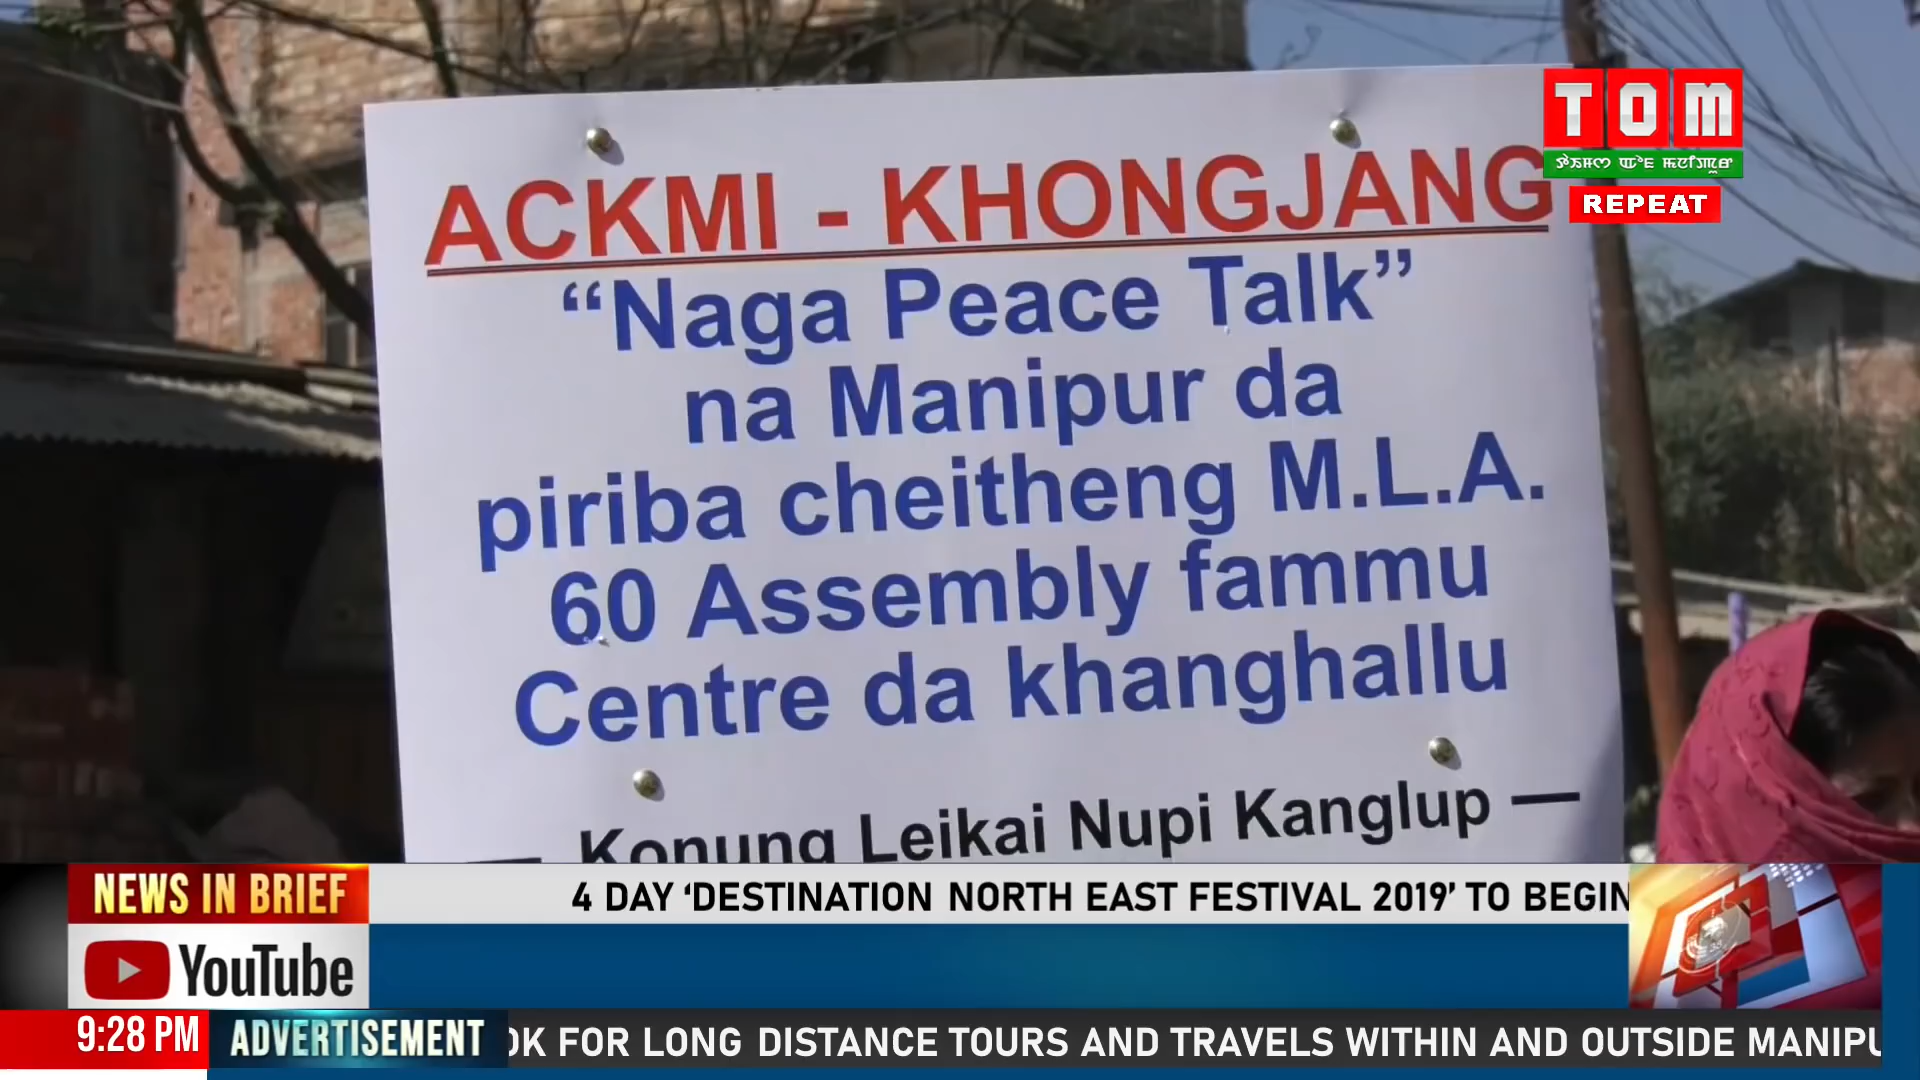 ACKMI - KHONGJANG
“Naga Peace Talk”
na Manipur da
piriba cheitheng M.L.A.
60 Assembly fammu
Centre da khanghallu
— Konung Leikai Nupi Kanglup —
TOM
REPEAT
NEWS IN BRIEF
4 DAY ‘DESTINATION NORTH EAST FESTIVAL 2019’ TO BEGIN
YouTube
9:28 PM
ADVERTISEMENT
OK FOR LONG DISTANCE TOURS AND TRAVELS WITHIN AND OUTSIDE MANIPU